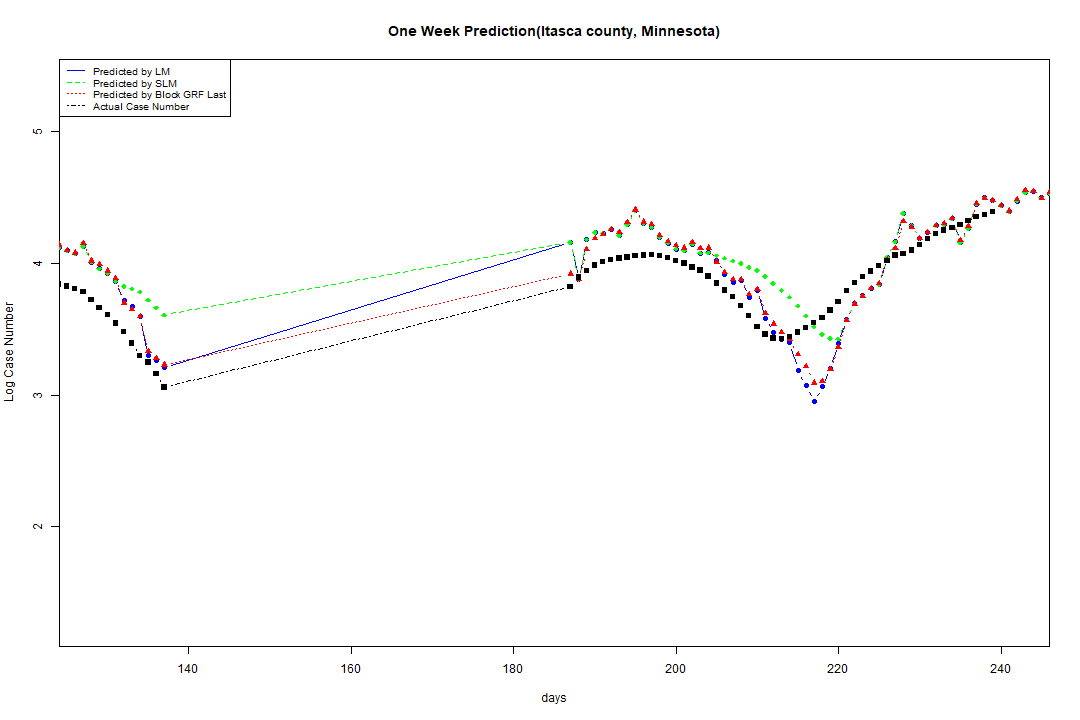 One Week Prediction(Itasca county, Minnesota)
Predicted by LM
Predicted by SLM
Predicted by Block GRF Last
Actual Case Number
5
4
3
2
Log Case Number
140 160 180 200 220 240
days